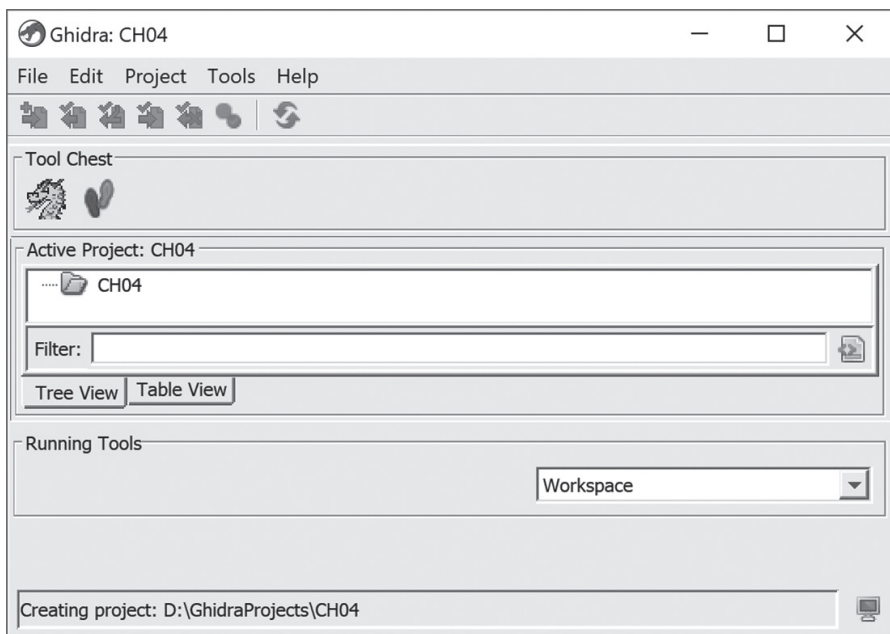 Ghidra: CH04
File Edit Project Tools Help
Tool Chest
Active Project: CH04
CH04
Filter:
Tree View Table View
Running Tools
Workspace
Creating project: D:\GhidraProjects\CH04